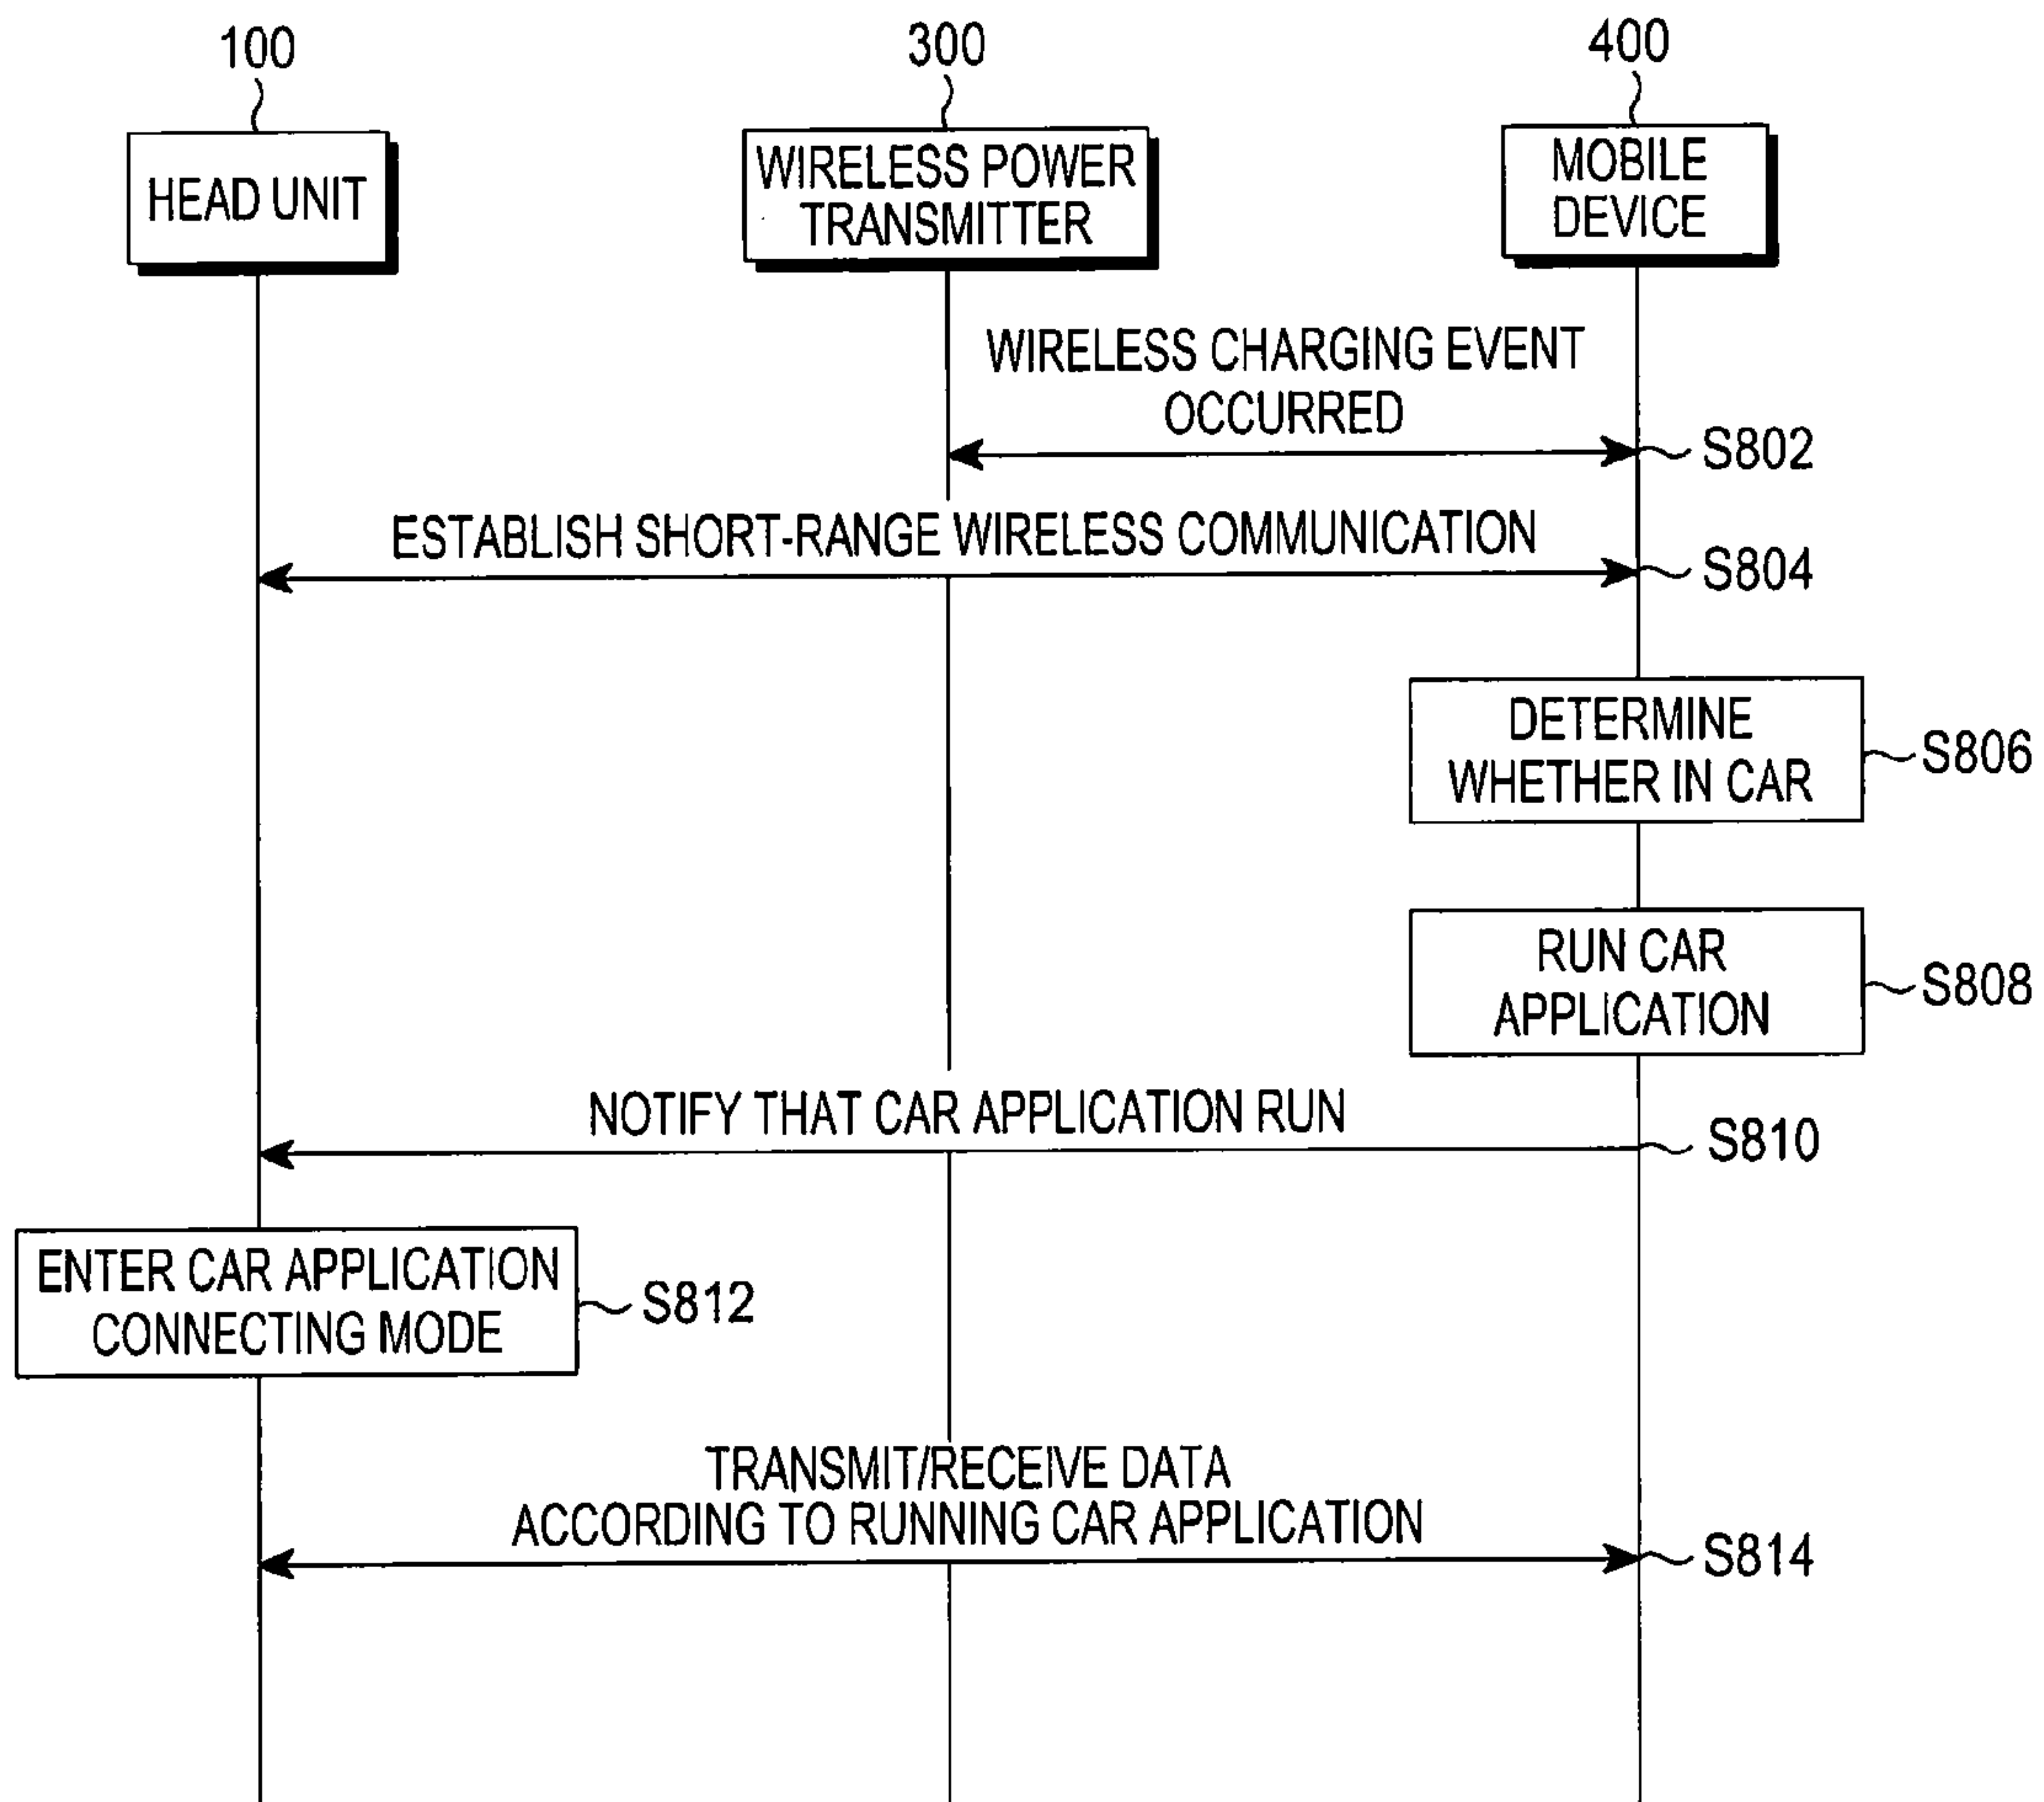 100
300
400
HEAD UNIT
WIRELESS POWER
TRANSMITTER
MOBILE
DEVICE
WIRELESS CHARGING EVENT
OCCURRED
S802
ESTABLISH SHORT-RANGE WIRELESS COMMUNICATION
S804
DETERMINE
WHETHER IN CAR
S806
RUN CAR
APPLICATION
S808
NOTIFY THAT CAR APPLICATION RUN
S810
ENTER CAR APPLICATION
CONNECTING MODE
S812
TRANSMIT/RECEIVE DATA
ACCORDING TO RUNNING CAR APPLICATION
S814